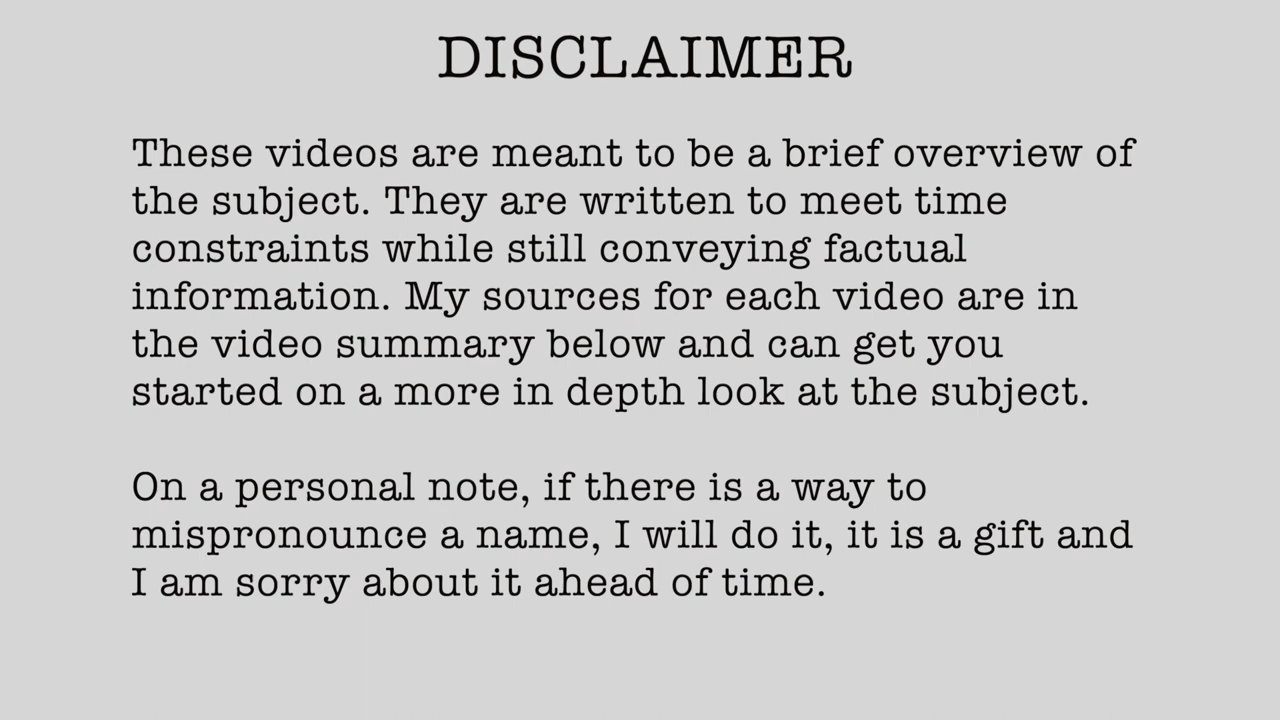 DISCLAIMER
These videos are meant to be a brief overview of
the subject. They are written to meet time
constraints while still conveying factual
information. My sources for each video are in
the video summary below and can get you
started on a more in depth look at the subject.
On a personal note, if there is a way to
mispronounce a name, I will do it, it is a gift and
I am sorry about it ahead of time.